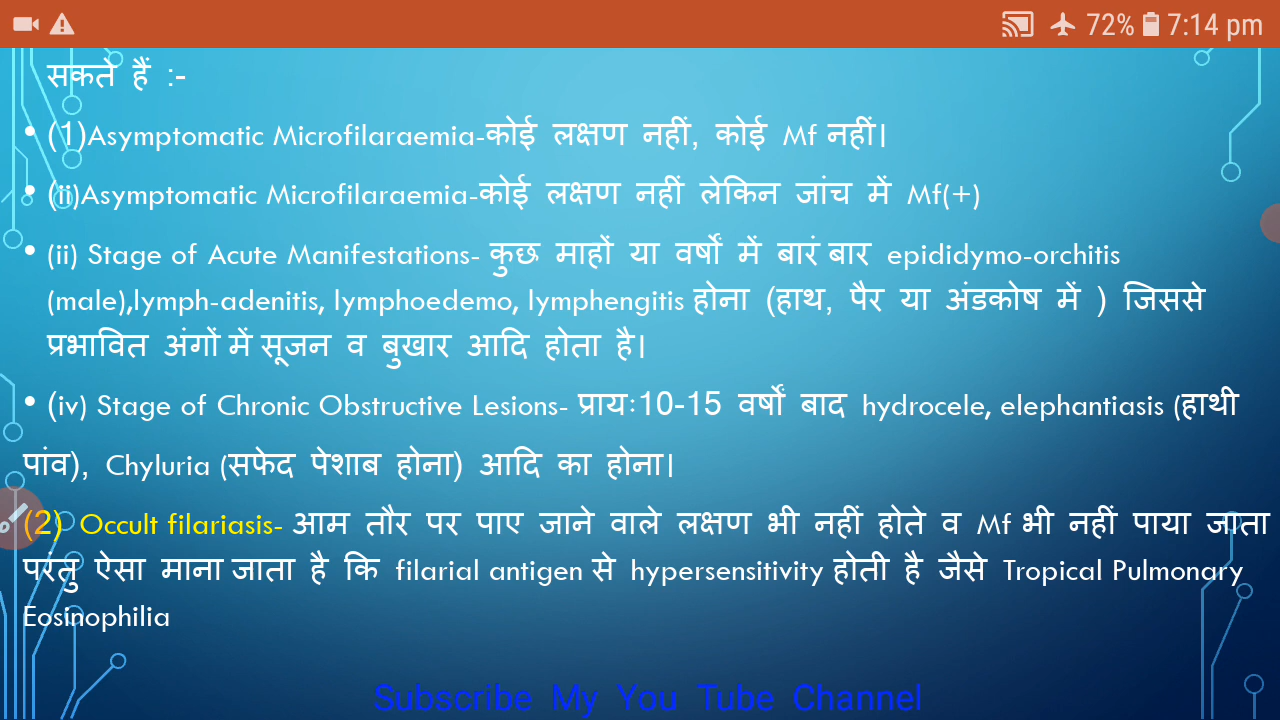 72% 7:14 pm
सकते हैं :-
• (1)Asymptomatic Microfilaraemia-कोई लक्षण नहीं, कोई Mf नहीं।
• (ii)Asymptomatic Microfilaraemia-कोई लक्षण नहीं लेकिन जांच में Mf(+)
• (ii) Stage of Acute Manifestations- कुछ माहों या वर्षों में बारं बार epididymo-orchitis
(male),lymph-adenitis, lymphoedemo, lymphengitis होना (हाथ, पैर या अंडकोष में ) जिससे
प्रभावित अंगों में सूजन व बुखार आदि होता है।
• (iv) Stage of Chronic Obstructive Lesions- प्रायः10-15 वर्षों बाद hydrocele, elephantiasis (हाथी
पांव), Chyluria (सफेद पेशाब होना) आदि का होना।
(2) Occult filariasis- आम तौर पर पाए जाने वाले लक्षण भी नहीं होते व Mf भी नहीं पाया जाता
परंतु ऐसा माना जाता है कि filarial antigen से hypersensitivity होती है जैसे Tropical Pulmonary
Eosinophilia
Subscribe My You Tube Channel